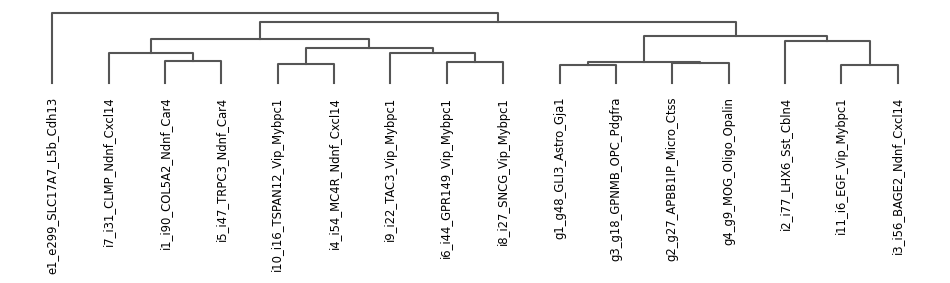 e1_e299_SLC17A7_L5b_Cdh13
i7_i31_CLMP_Ndnf_Cxcl14
i1_i90_COL5A2_Ndnf_Car4
i5_i47_TRPC3_Ndnf_Car4
i10_i16_TSPAN12_Vip_Mybpc1
i4_i54_MC4R_Ndnf_Cxcl14
i9_i22_TAC3_Vip_Mybpc1
i6_i44_GPR149_Vip_Mybpc1
i8_i27_SNCG_Vip_Mybpc1
g1_g48_GLI3_Astro_Gja1
g3_g18_GPNMB_OPC_Pdgfra
g2_g27_APBB1IP_Micro_Ctss
g4_g9_MOG_Oligo_Opalin
i2_i77_LHX6_Sst_Cbln4
i11_i6_EGF_Vip_Mybpc1
i3_i56_BAGE2_Ndnf_Cxcl14